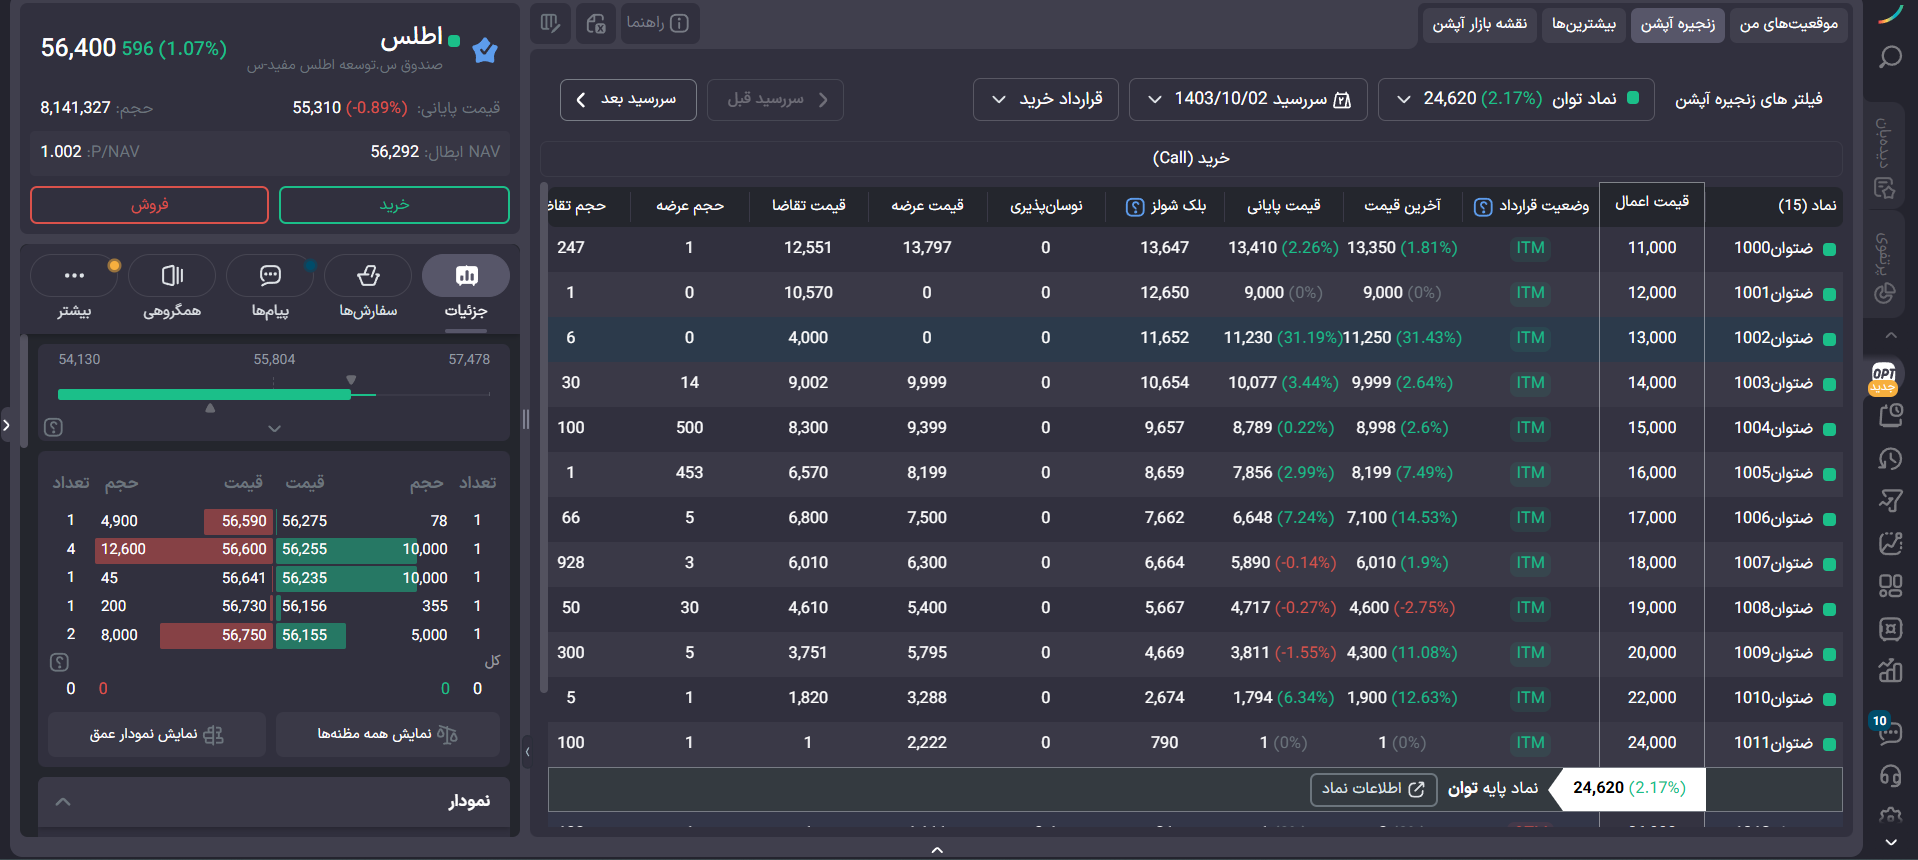 موقعیت‌های من
زنجیره آپشن
بیشترین‌ها
نقشه بازار آپشن
راهنما
فیلتر های زنجیره آپشن
نماد توان 24,620 (2.17%)
سررسید 1403/10/02
قرارداد خرید
سررسید قبل
سررسید بعد
خرید (Call)
نماد (15) قیمت اعمال وضعیت قرارداد آخرین قیمت قیمت پایانی بلک شولز نوسان‌پذیری قیمت عرضه قیمت تقاضا حجم عرضه حجم
ضتوان1000 11,000 ITM 13,350 (1.81%) 13,410 (2.26%) 13,647 0 13,797 12,551 1 247
ضتوان1001 12,000 ITM 9,000 (0%) 9,000 (0%) 12,650 0 0 10,570 0 1
ضتوان1002 13,000 ITM 11,250 (31.43%) 11,230 (31.19%) 11,652 0 0 4,000 0 6
ضتوان1003 14,000 ITM 9,999 (2.64%) 10,077 (3.44%) 10,654 0 9,999 9,002 14 30
ضتوان1004 15,000 ITM 8,998 (2.6%) 8,789 (0.22%) 9,657 0 9,399 8,300 500 100
ضتوان1005 16,000 ITM 8,199 (7.49%) 7,856 (2.99%) 8,659 0 8,199 6,570 453 1
ضتوان1006 17,000 ITM 7,100 (14.53%) 6,648 (7.24%) 7,662 0 7,500 6,800 5 66
ضتوان1007 18,000 ITM 6,010 (1.9%) 5,890 (-0.14%) 6,664 0 6,300 6,010 3 928
ضتوان1008 19,000 ITM 4,600 (-2.75%) 4,717 (-0.27%) 5,667 0 5,400 4,610 30 50
ضتوان1009 20,000 ITM 4,300 (11.08%) 3,811 (-1.55%) 4,669 0 5,795 3,751 5 300
ضتوان1010 22,000 ITM 1,900 (12.63%) 1,794 (6.34%) 2,674 0 3,288 1,820 1 5
ضتوان1011 24,000 ITM 1 (0%) 1 (0%) 790 0 2,222 1 1 100
24,620 (2.17%) نماد پایه توان اطلاعات نماد
دیده‌بان
پرتفوی
OPT
جدید
10
اطلس
56,400 596 (1.07%)
صندوق س.توسعه اطلس مفید-س
قیمت پایانی: 55,310 (-0.89%) حجم: 8,141,327
NAV ابطال: 56,292 P/NAV: 1.002
خرید
فروش
جزئیات
سفارش‌ها
پیام‌ها
همگروهی
بیشتر
54,130 55,804 57,478
تعداد حجم قیمت قیمت حجم تعداد
1 78 56,275 56,590 4,900 1
1 10,000 56,255 56,600 12,600 4
1 10,000 56,235 56,641 45 1
1 355 56,156 56,730 200 1
1 5,000 56,155 56,750 8,000 2
کل
0 0 0 0
نمایش همه مظنه‌ها
نمایش نمودار عمق
نمودار